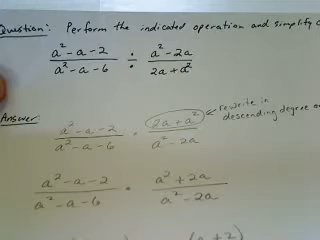 Question: Perform the indicated operation and simplify
a² - a - 2 / a² - a - 6 ÷ a² - 2a / 2a + a²
Answer
a² - a - 2 / a² - a - 6 · 2a + a² / a² - 2a ← rewrite in
descending degree
a² - a - 2 / a² - a - 6 · a² + 2a / a² - 2a
(a+2)